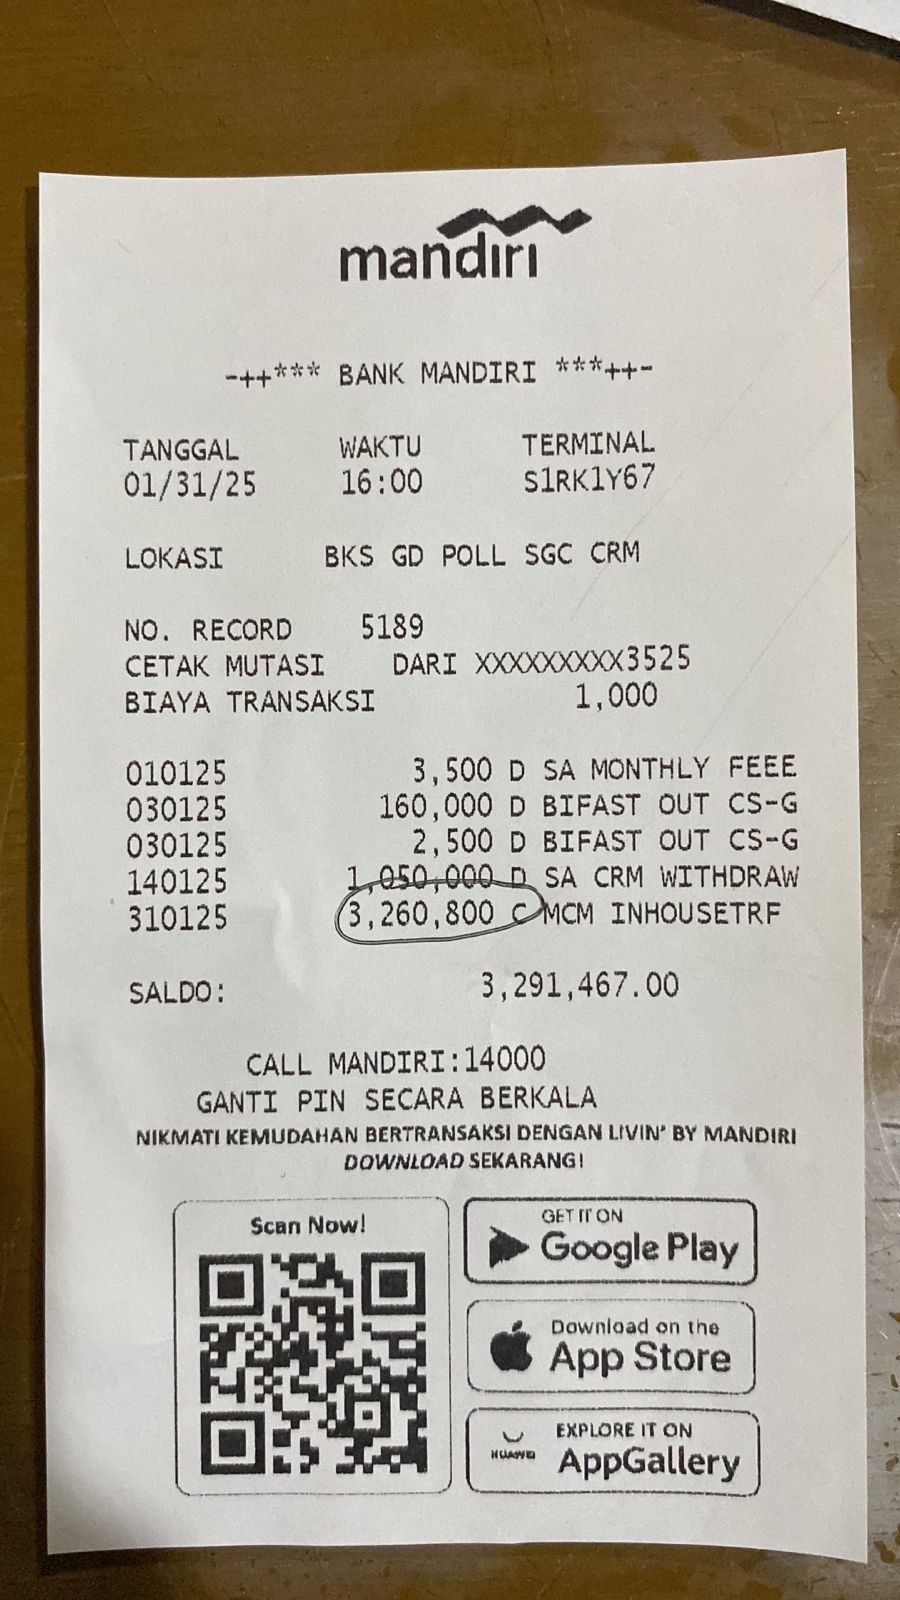 mandiri
-++*** BANK MANDIRI ***++-
TANGGAL WAKTU TERMINAL
01/31/25 16:00 S1RK1Y67
LOKASI BKS GD POLL SGC CRM
NO. RECORD 5189
CETAK MUTASI DARI XXXXXXXXX3525
BIAYA TRANSAKSI 1,000
010125 3,500 D SA MONTHLY FEEE
030125 160,000 D BIFAST OUT CS-G
030125 2,500 D BIFAST OUT CS-G
140125 1,050,000 D SA CRM WITHDRAW
310125 3,260,800 C MCM INHOUSETRF
SALDO: 3,291,467.00
CALL MANDIRI:14000
GANTI PIN SECARA BERKALA
NIKMATI KEMUDAHAN BERTRANSAKSI DENGAN LIVIN' BY MANDIRI
DOWNLOAD SEKARANG!
Scan Now!
GET IT ON
Google Play
Download on the
App Store
HUAWEI
EXPLORE IT ON
AppGallery